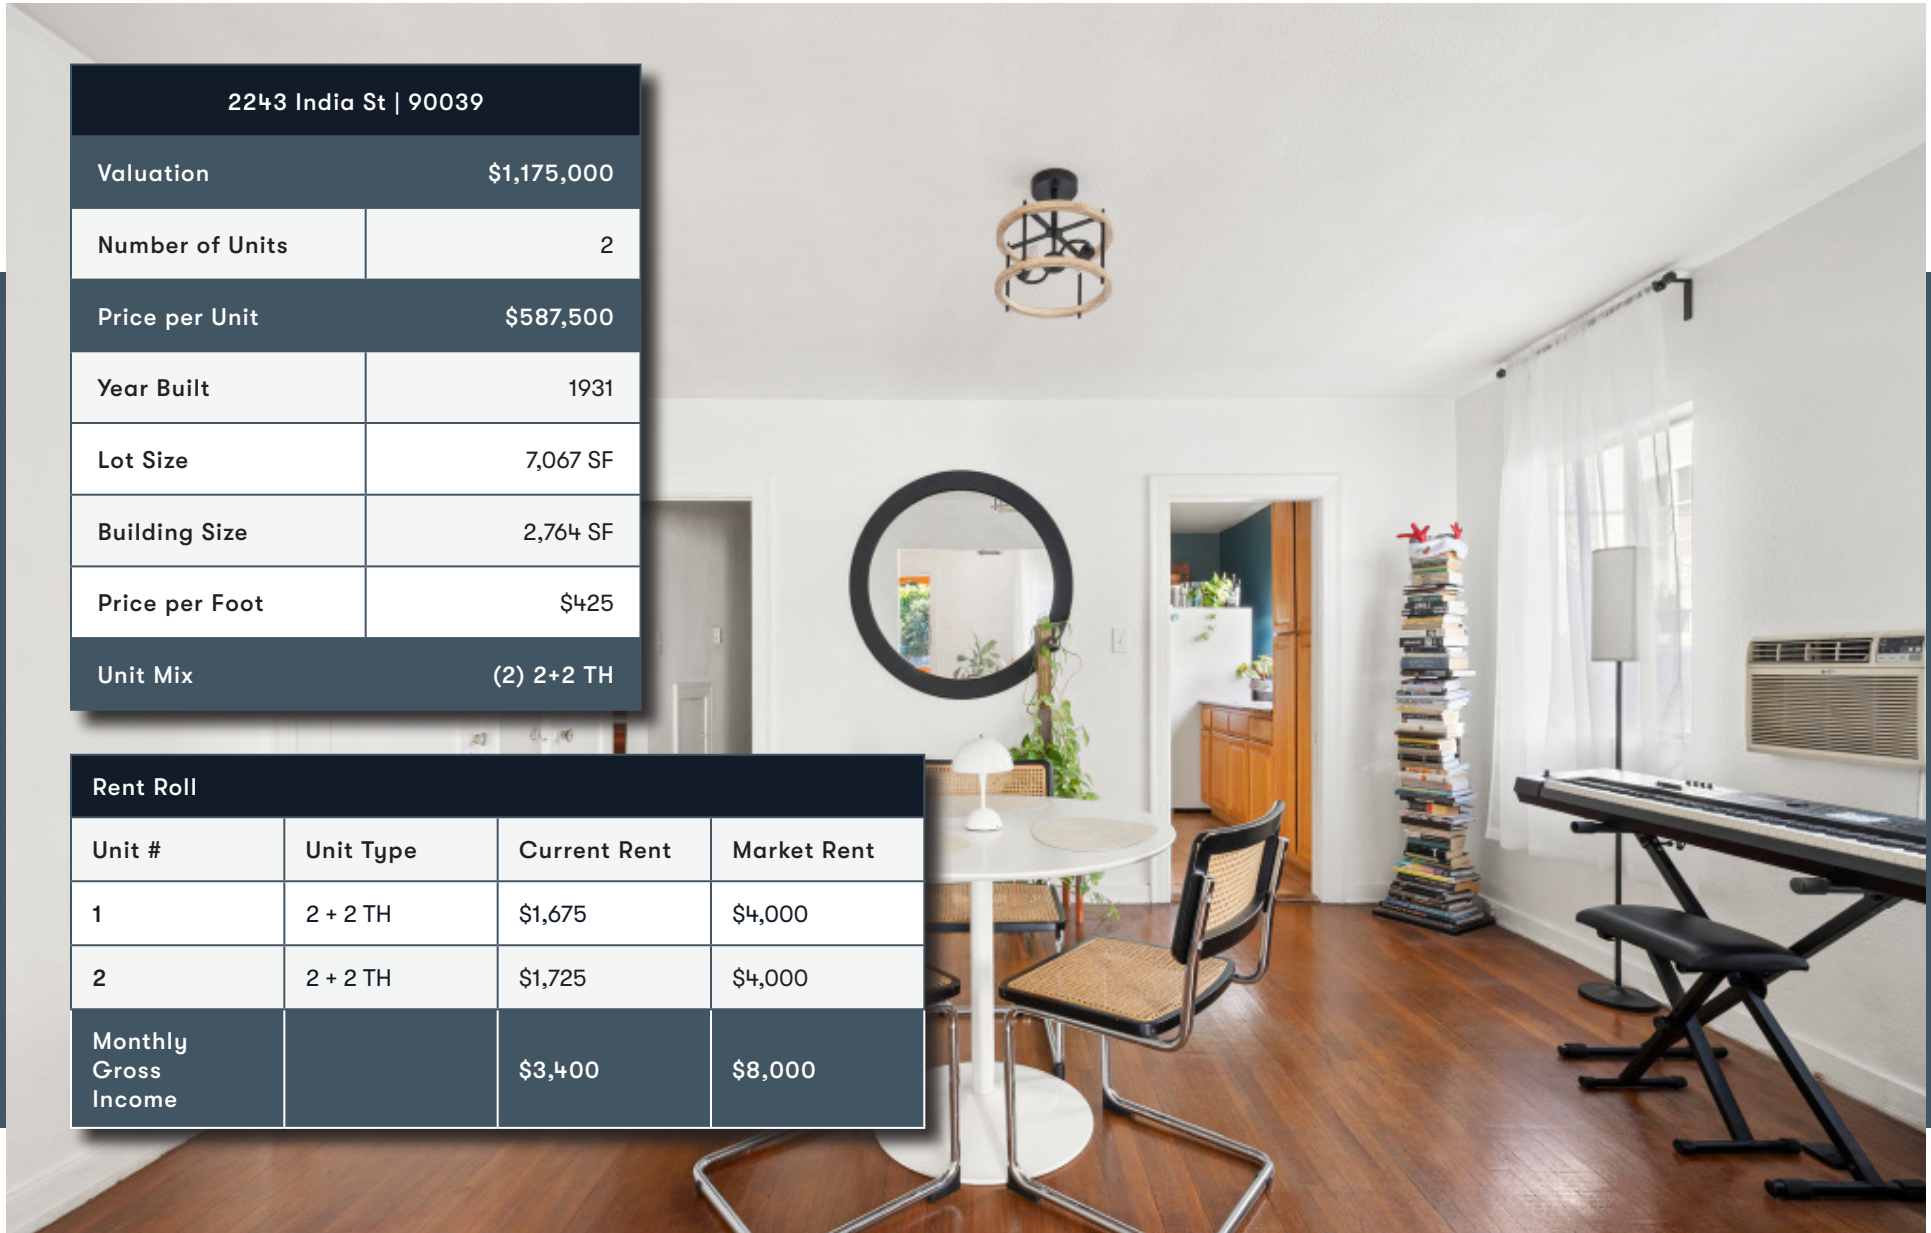 2243 India St | 90039
Valuation $1,175,000
Number of Units 2
Price per Unit $587,500
Year Built 1931
Lot Size 7,067 SF
Building Size 2,764 SF
Price per Foot $425
Unit Mix (2) 2+2 TH
Rent Roll
Unit # Unit Type Current Rent Market Rent
1 2 + 2 TH $1,675 $4,000
2 2 + 2 TH $1,725 $4,000
Monthly
Gross
Income $3,400 $8,000